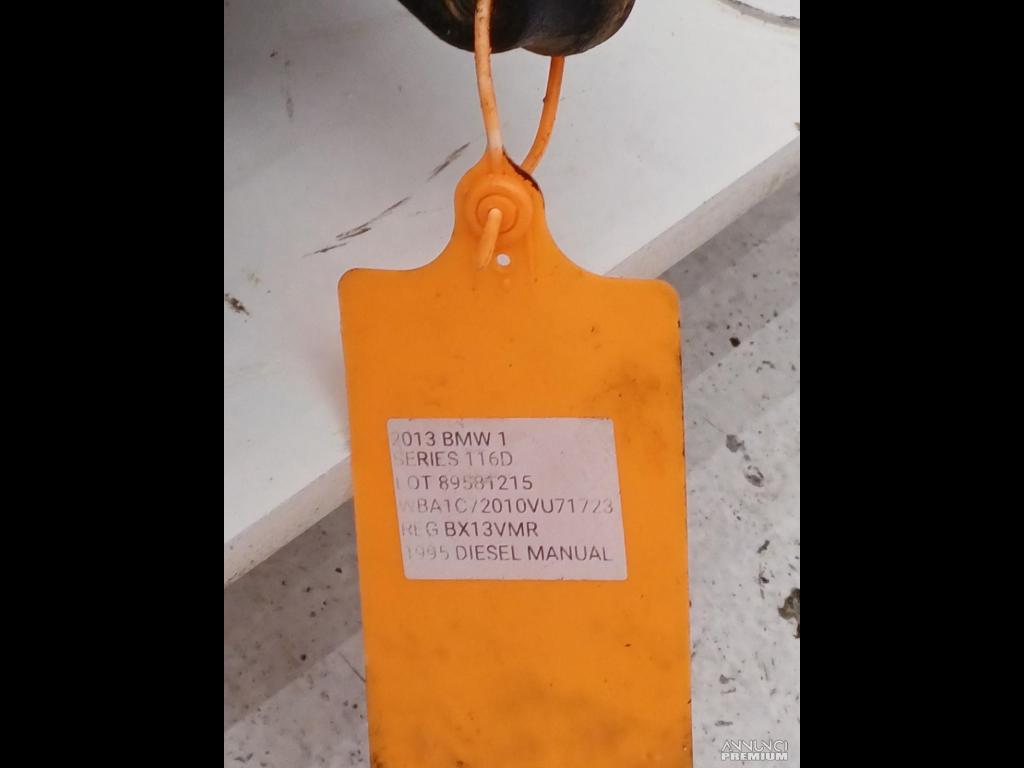 2013 BMW 1
SERIES 116D
LOT 89581215
WBA1C72010VU71723
REG BX13VMR
1995 DIESEL MANUAL
ANNUNCI
PREMIUM